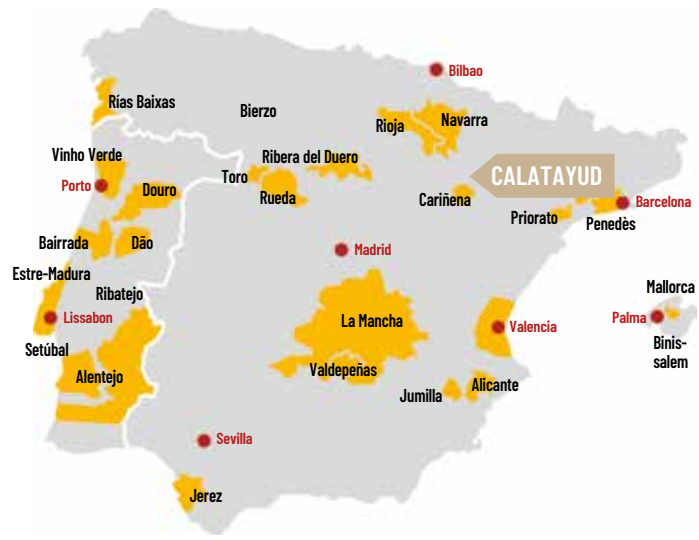 Bilbao
Rías Baixas
Bierzo
Rioja
Navarra
Vinho Verde
Ribera del Duero
Toro
CALATAYUD
Porto
Douro
Rueda
Cariñena
Barcelona
Priorato
Penedès
Bairrada
Dão
Madrid
Estre-Madura
Ribatejo
Mallorca
Lissabon
La Mancha
Valencia
Palma
Setúbal
Binis-
salem
Alentejo
Valdepeñas
Jumilla
Alicante
Sevilla
Jerez